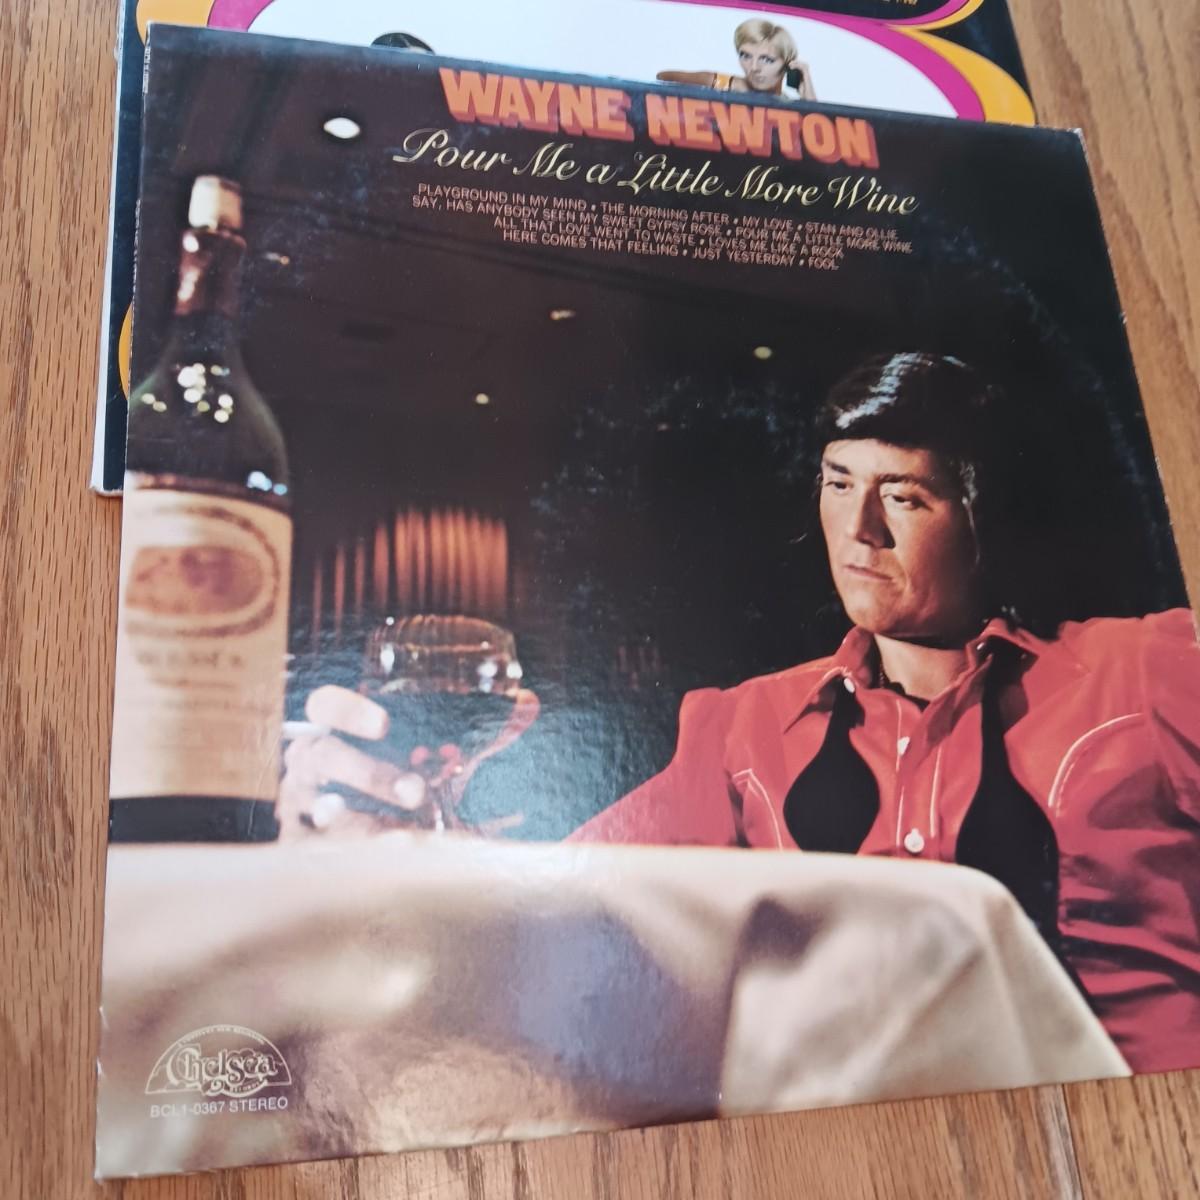 WAYNE NEWTON
Pour Me a Little More Wine
PLAYGROUND IN MY MIND • THE MORNING AFTER • MY LOVE • STAN AND OLLIE
SAY, HAS ANYBODY SEEN MY SWEET GYPSY ROSE • POUR ME A LITTLE MORE WINE
ALL THAT LOVE WENT TO WASTE • LOVES ME LIKE A ROCK
HERE COMES THAT FEELING • JUST YESTERDAY • FOOL
Chelsea
RECORDS
BCL1-0367 STEREO